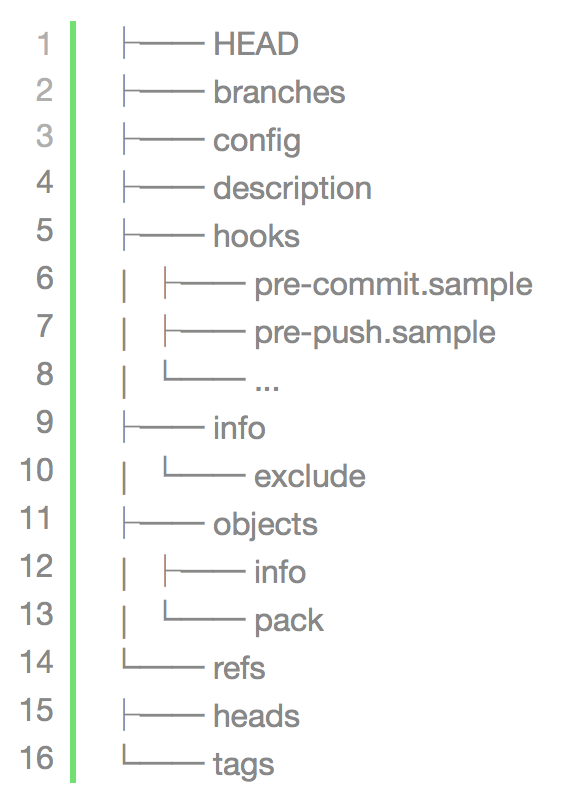 1 ├─── HEAD
2 ├─── branches
3 ├─── config
4 ├─── description
5 ├─── hooks
6 │ ├─── pre-commit.sample
7 │ ├─── pre-push.sample
8 │ └─── ...
9 ├─── info
10 │ └─── exclude
11 ├─── objects
12 │ ├─── info
13 │ └─── pack
14 └─── refs
15 ├─── heads
16 └─── tags